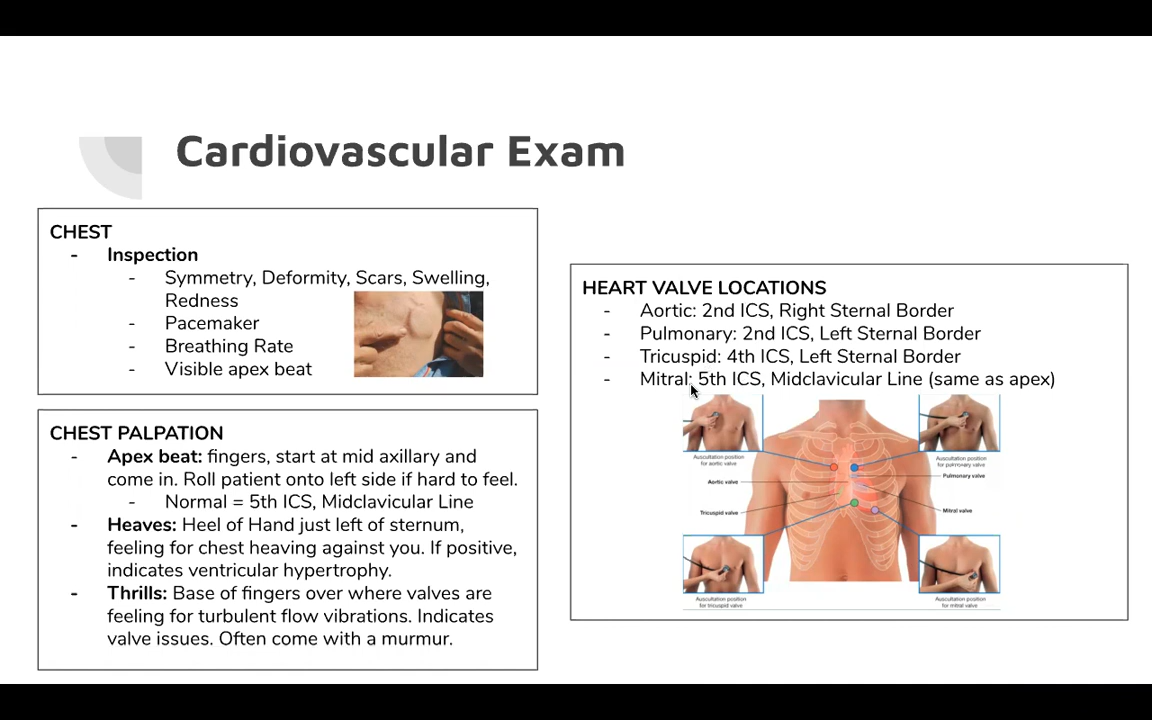 Cardiovascular Exam
CHEST
- Inspection
- Symmetry, Deformity, Scars, Swelling,
Redness
- Pacemaker
- Breathing Rate
- Visible apex beat
CHEST PALPATION
- Apex beat: fingers, start at mid axillary and
come in. Roll patient onto left side if hard to feel.
- Normal = 5th ICS, Midclavicular Line
- Heaves: Heel of Hand just left of sternum,
feeling for chest heaving against you. If positive,
indicates ventricular hypertrophy.
- Thrills: Base of fingers over where valves are
feeling for turbulent flow vibrations. Indicates
valve issues. Often come with a murmur.
HEART VALVE LOCATIONS
- Aortic: 2nd ICS, Right Sternal Border
- Pulmonary: 2nd ICS, Left Sternal Border
- Tricuspid: 4th ICS, Left Sternal Border
- Mitral: 5th ICS, Midclavicular Line (same as apex)
Auscultation position
for aortic valve
Auscultation position
for pulmonary valve
Aortic valve
Pulmonary valve
Tricuspid valve
Mitral valve
Auscultation position
for tricuspid valve
Auscultation position
for mitral valve